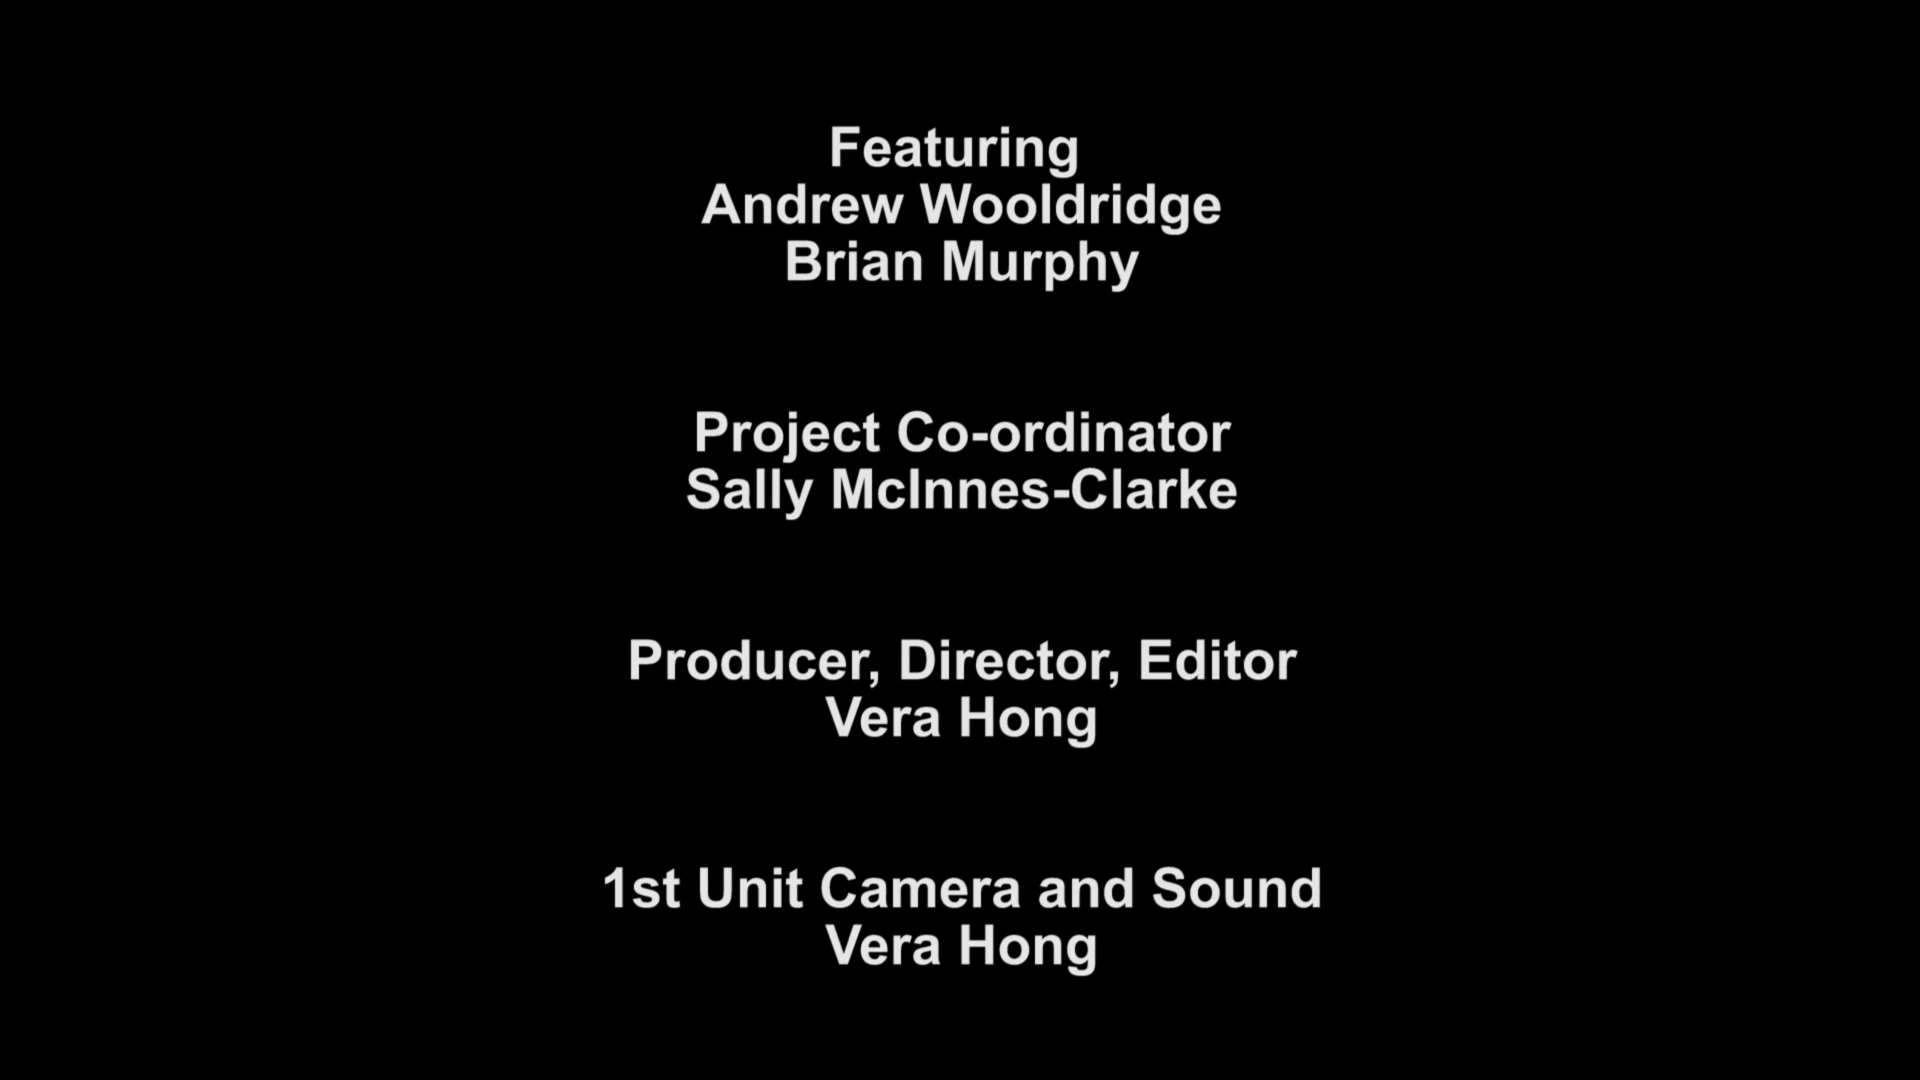 Featuring
Andrew Wooldridge
Brian Murphy
Project Co-ordinator
Sally McInnes-Clarke
Producer, Director, Editor
Vera Hong
1st Unit Camera and Sound
Vera Hong